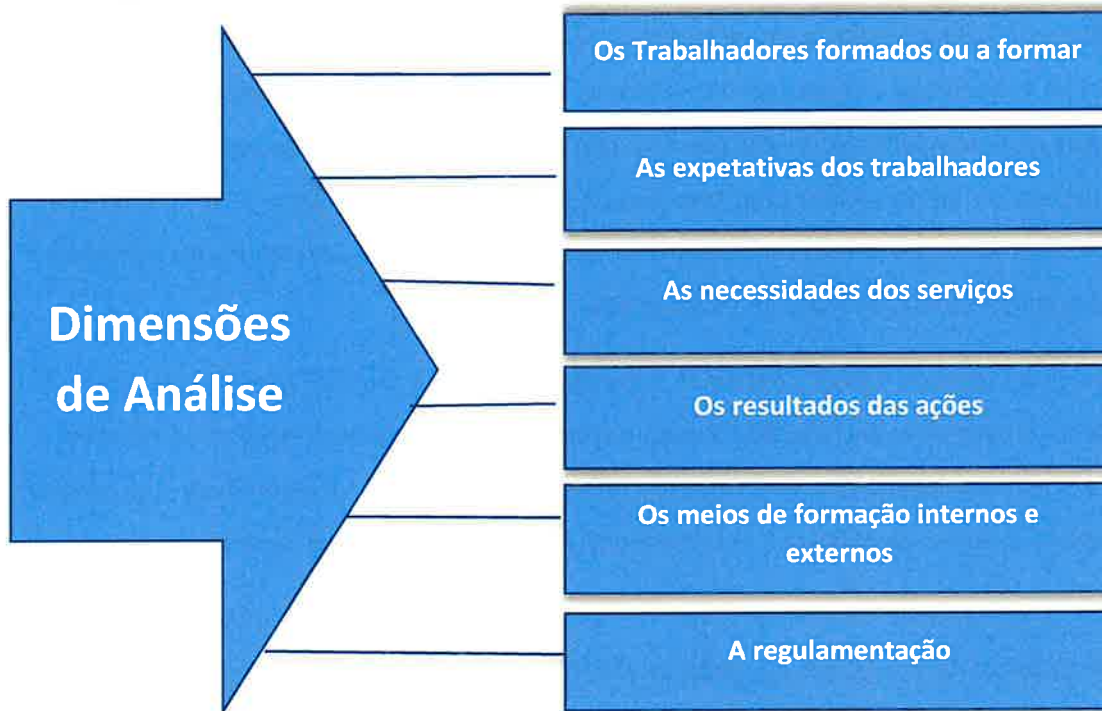 Dimensões
de Análise
Os Trabalhadores formados ou a formar
As expetativas dos trabalhadores
As necessidades dos serviços
Os resultados das ações
Os meios de formação internos e
externos
A regulamentação